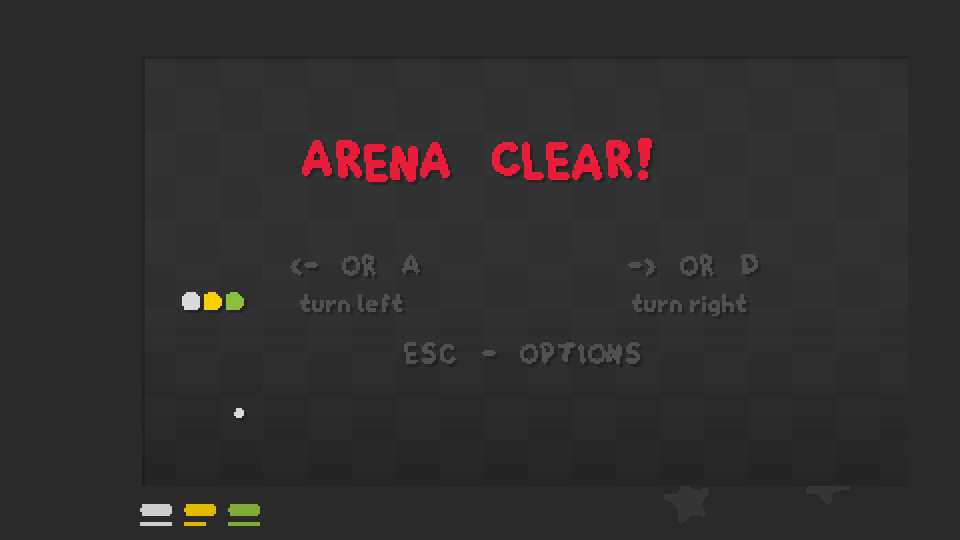 ARENA CLEAR!
<- OR A -> OR D
turn left turn right
ESC - OPTIONS